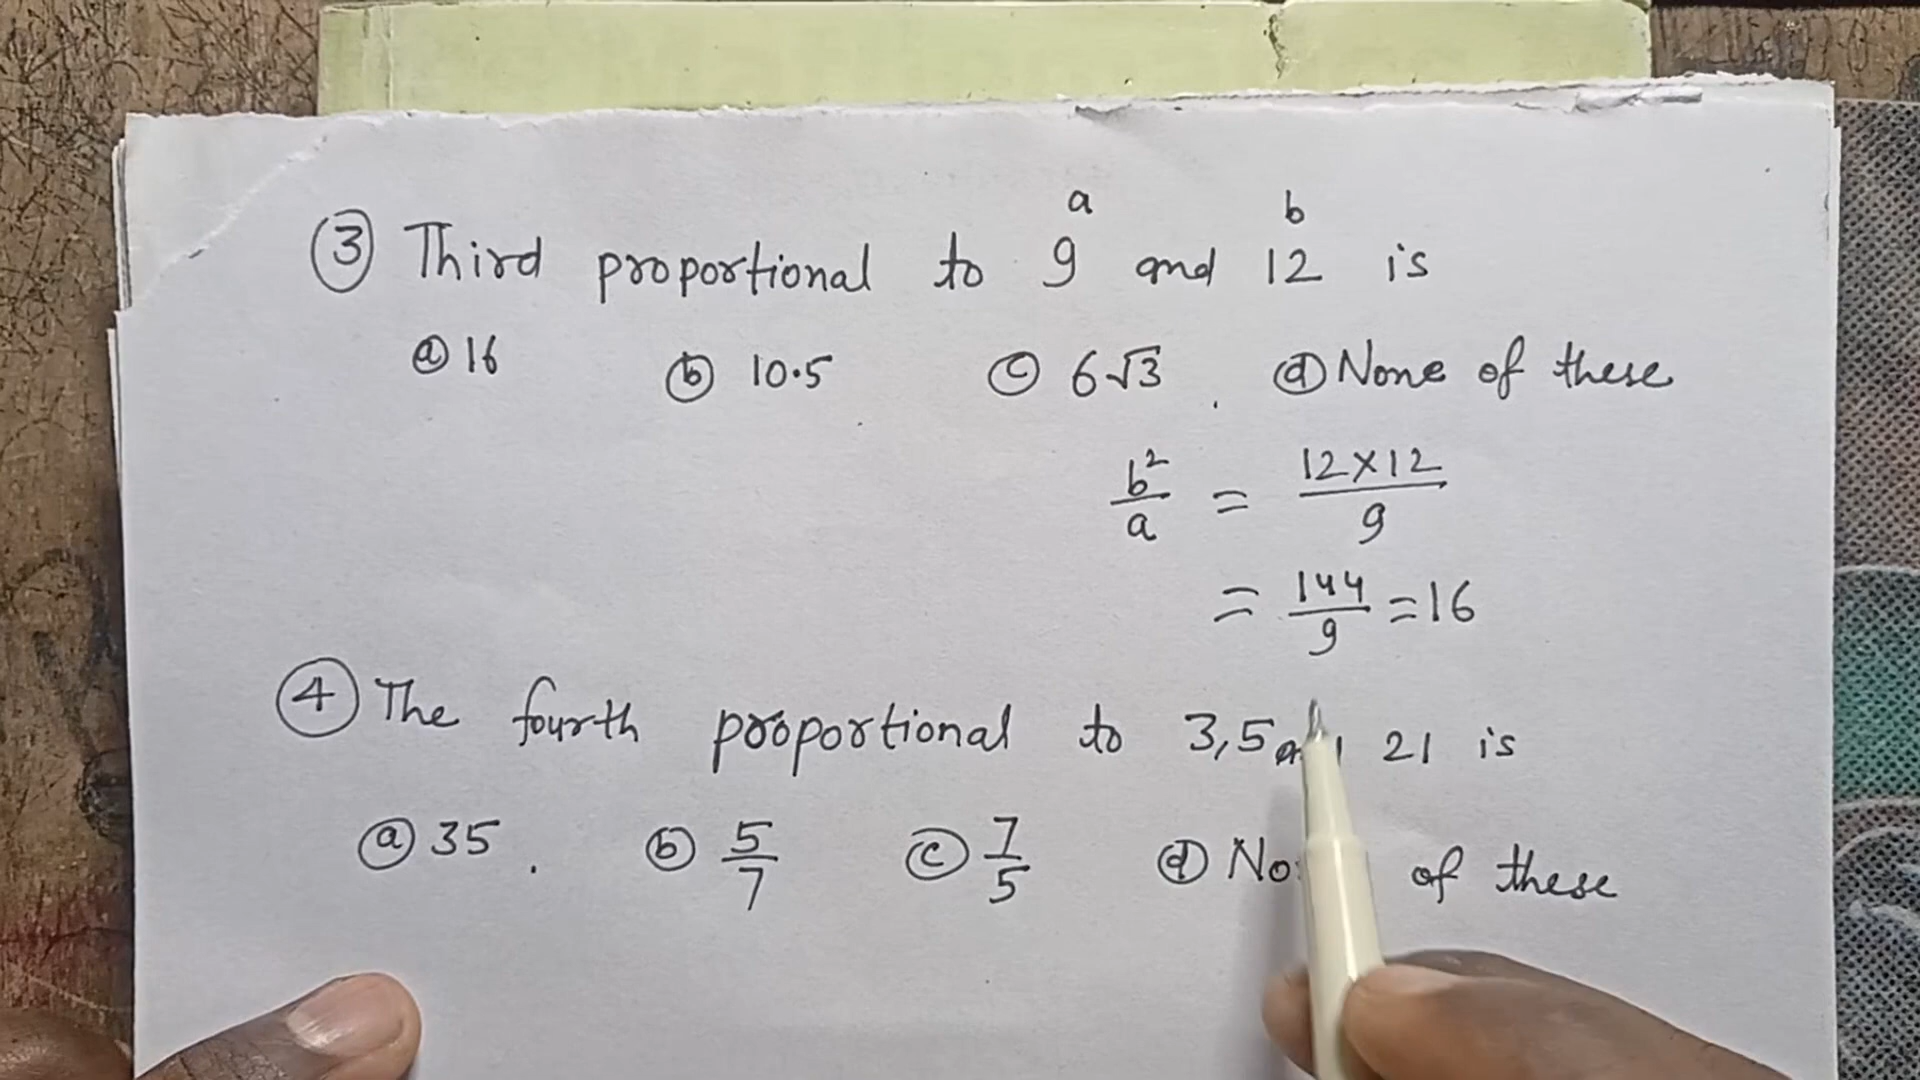 a b
③ Third proportional to 9 and 12 is
ⓐ 16 ⓑ 10.5 ⓒ 6√3 ⓓ None of these
b²/a = 12×12/9
= 144/9 = 16
④ The fourth proportional to 3,5 21 is
ⓐ 35 ⓑ 5/7 ⓒ 7/5 ⓓ of these